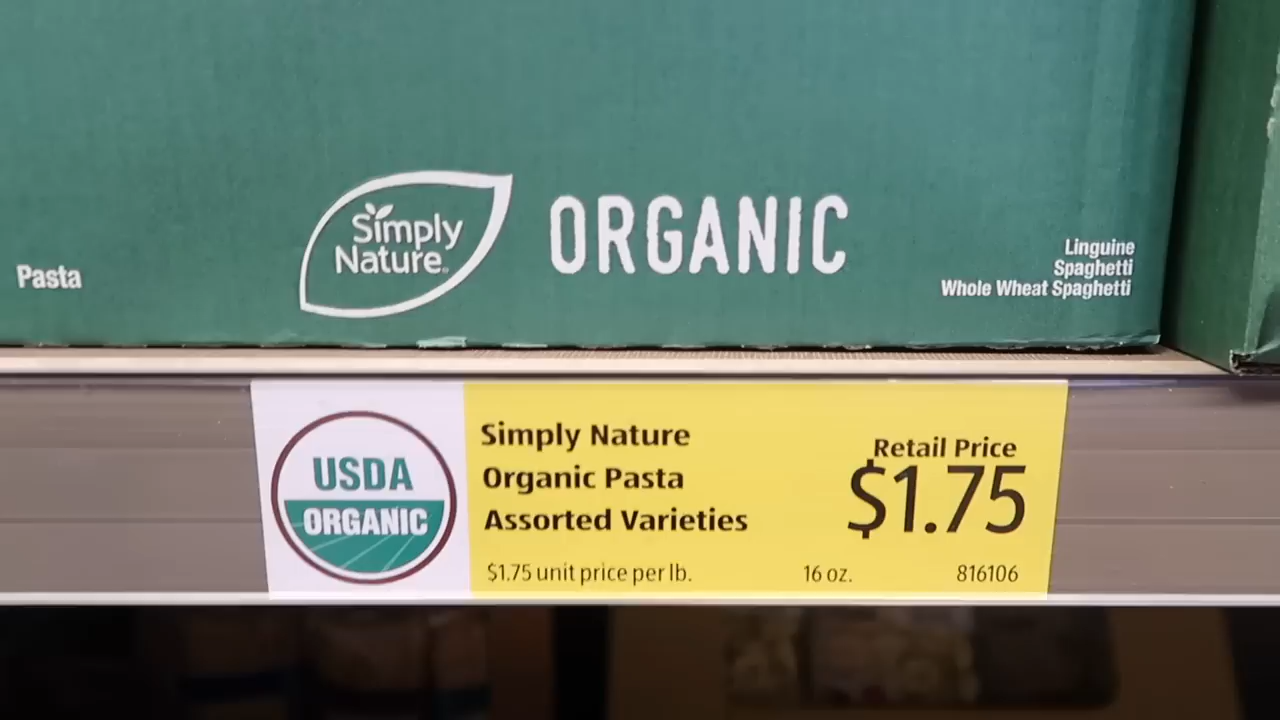 Pasta
Simply
Nature®
ORGANIC
Linguine
Spaghetti
Whole Wheat Spaghetti
USDA
ORGANIC
Simply Nature
Organic Pasta
Assorted Varieties
$1.75 unit price per lb.
16 oz.
Retail Price
$1.75
816106